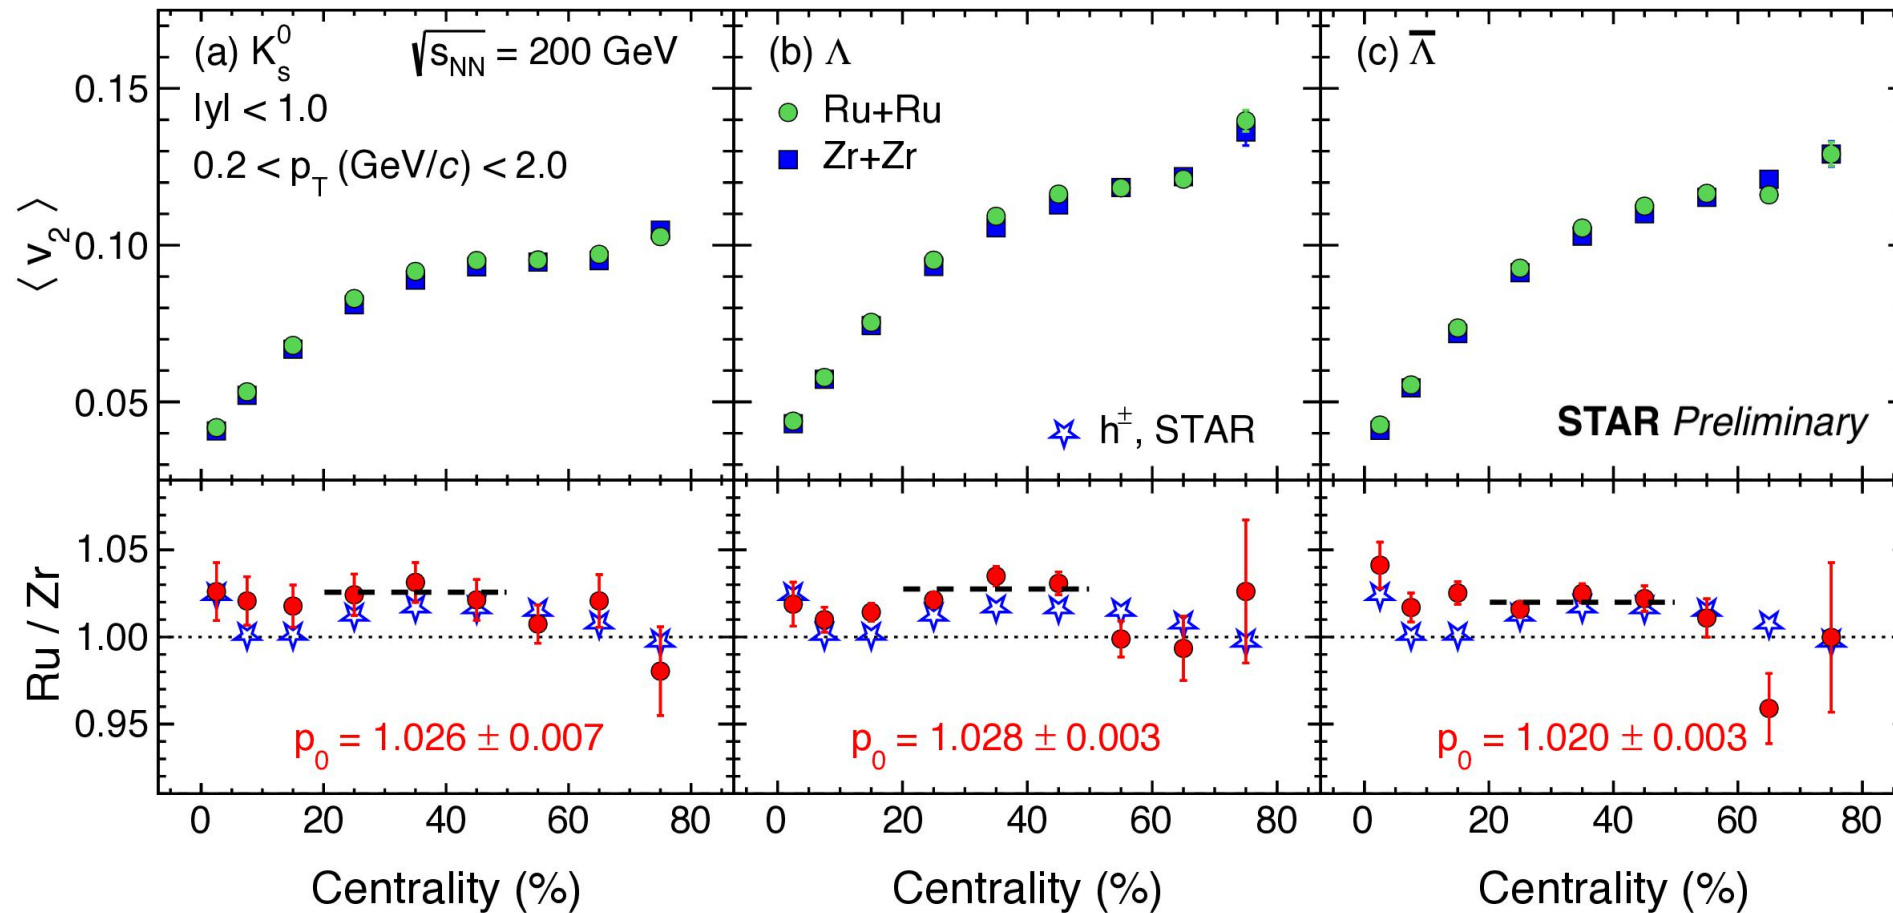 (a) K⁰ₛ √sNN = 200 GeV
|y| < 1.0
0.2 < pT (GeV/c) < 2.0
(b) Λ
Ru+Ru
Zr+Zr
h±, STAR
(c) Λ̅
STAR Preliminary
⟨ v₂ ⟩
0.15
0.10
0.05
Ru / Zr
1.05
1.00
0.95
p₀ = 1.026 ± 0.007
p₀ = 1.028 ± 0.003
p₀ = 1.020 ± 0.003
0 20 40 60 80
0 20 40 60 80
0 20 40 60 80
Centrality (%)
Centrality (%)
Centrality (%)